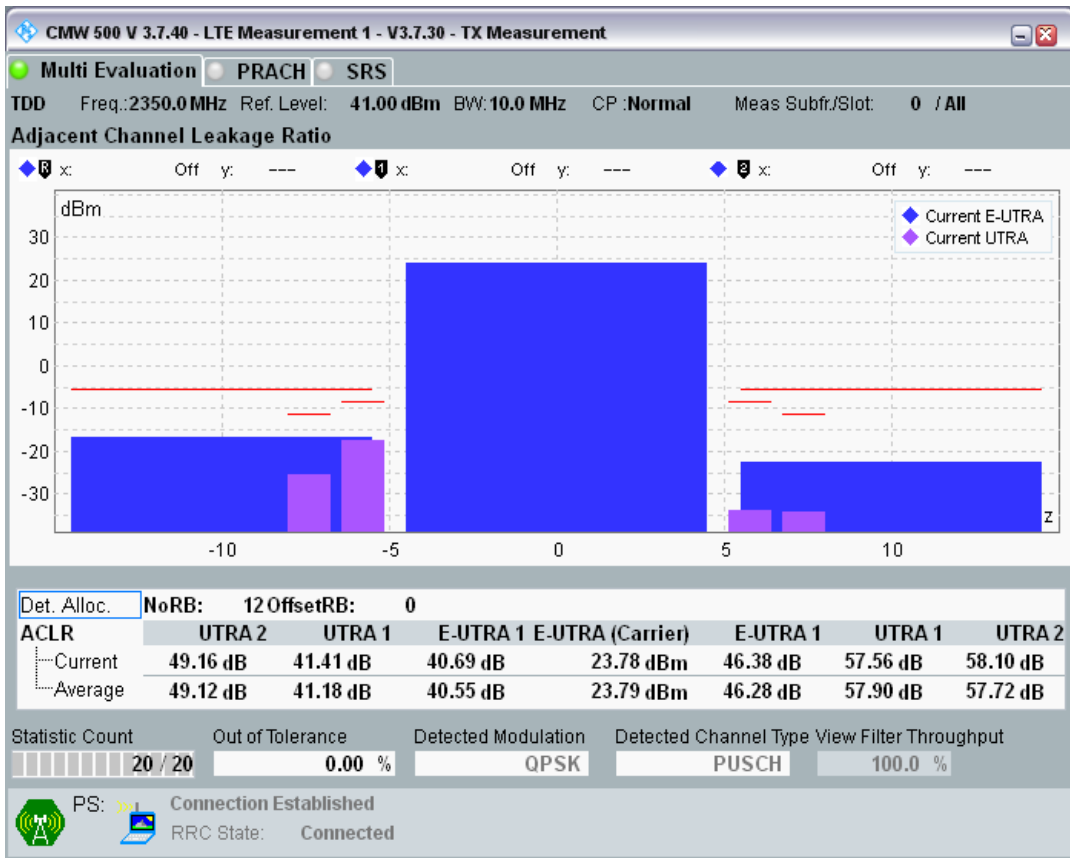 CMW 500 V 3.7.40 - LTE Measurement 1 - V3.7.30 - TX Measurement
Multi Evaluation PRACH SRS
TDD Freq.:2350.0 MHz Ref. Level: 41.00 dBm BW:10.0 MHz CP :Normal Meas Subfr./Slot: 0 / All
Adjacent Channel Leakage Ratio
R x: Off y: --- 1 x: Off y: --- 2 x: Off y: ---
dBm
Current E-UTRA
Current UTRA
30
20
10
0
-10
-20
-30
z
-10 -5 0 5 10
Det. Alloc. NoRB: 12 OffsetRB: 0
ACLR UTRA 2 UTRA 1 E-UTRA 1 E-UTRA (Carrier) E-UTRA 1 UTRA 1 UTRA 2
Current 49.16 dB 41.41 dB 40.69 dB 23.78 dBm 46.38 dB 57.56 dB 58.10 dB
Average 49.12 dB 41.18 dB 40.55 dB 23.79 dBm 46.28 dB 57.90 dB 57.72 dB
Statistic Count Out of Tolerance Detected Modulation Detected Channel Type View Filter Throughput
20 / 20 0.00 % QPSK PUSCH 100.0 %
PS: Connection Established
RRC State: Connected